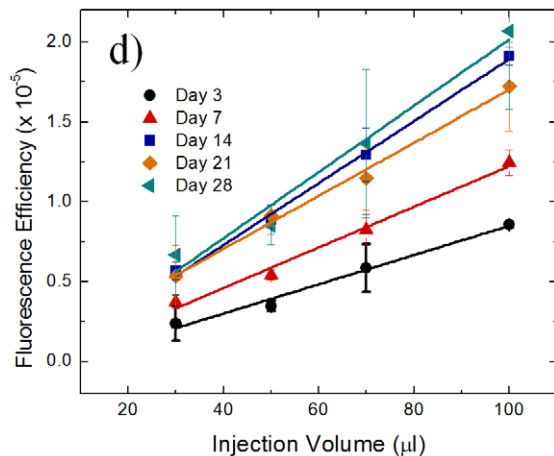 d)
Day 3
Day 7
Day 14
Day 21
Day 28
Fluorescence Efficiency (x 10⁻⁵)
2.0
1.5
1.0
0.5
0.0
20 40 60 80 100
Injection Volume (μl)